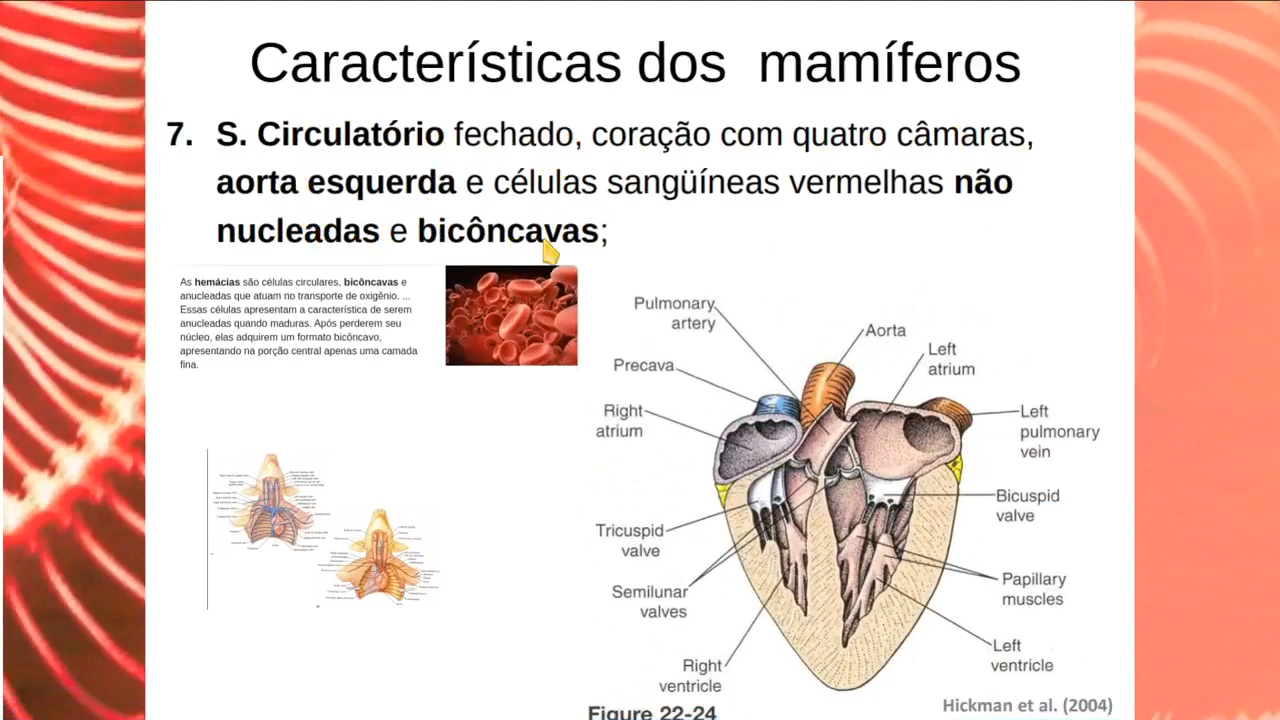 Características dos mamíferos
7. S. Circulatório fechado, coração com quatro câmaras,
aorta esquerda e células sangüíneas vermelhas não
nucleadas e bicôncavas;
As hemácias são células circulares, bicôncavas e
anucleadas que atuam no transporte de oxigênio. ...
Essas células apresentam a característica de serem
anucleadas quando maduras. Após perderem seu
núcleo, elas adquirem um formato bicôncavo,
apresentando na porção central apenas uma camada
fina.
Pulmonary
artery
Aorta
Left
atrium
Precava
Right
atrium
Left
pulmonary
vein
Bicuspid
valve
Tricuspid
valve
Papillary
muscles
Semilunar
valves
Left
ventricle
Right
ventricle
Hickman et al. (2004)
Figure 22-24